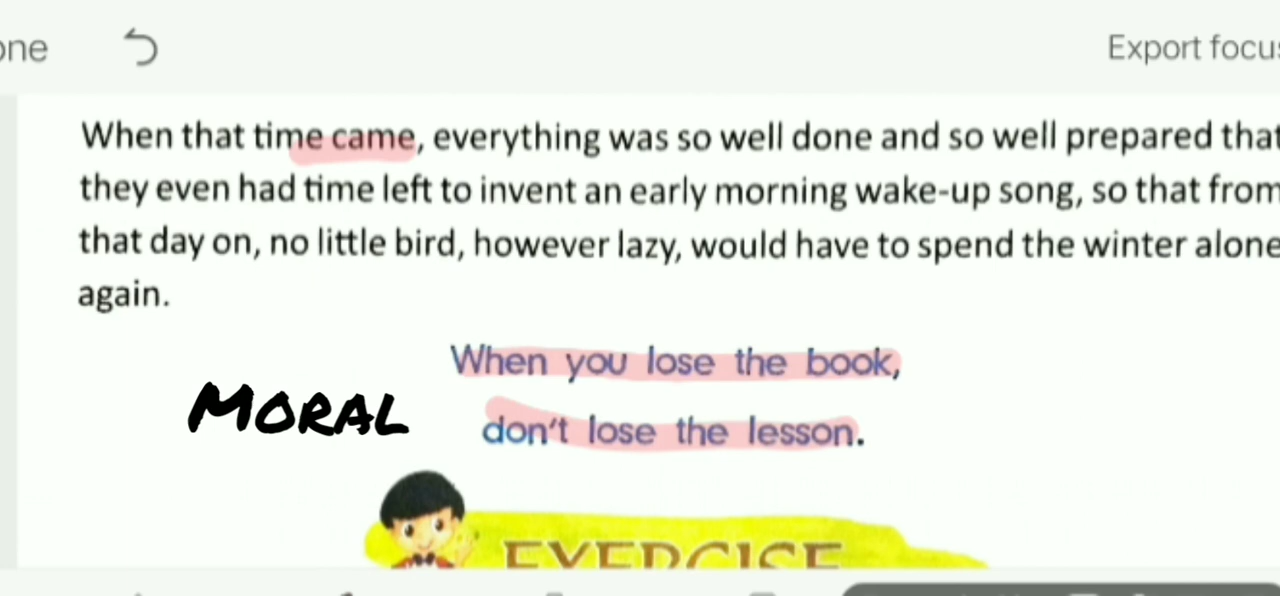 Export
When that time came, everything was so well done and so well prepared that
they even had time left to invent an early morning wake-up song, so that from
that day on, no little bird, however lazy, would have to spend the winter alone
again.
When you lose the book,
MORAL
don't lose the lesson.
EXERCISE